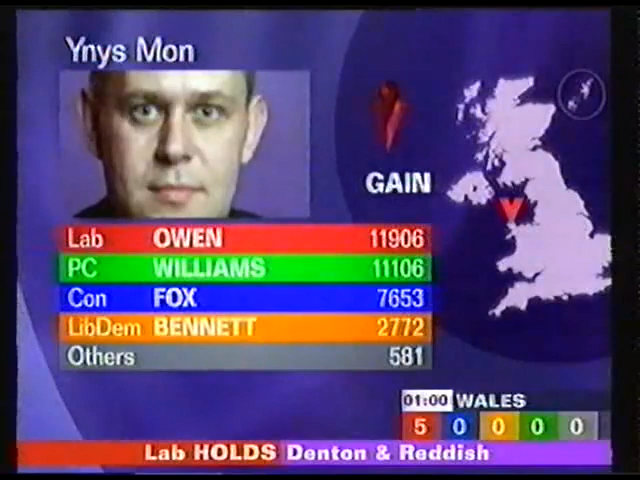 Ynys Mon
GAIN
Lab OWEN 11906
PC WILLIAMS 11106
Con FOX 7653
LibDem BENNETT 2772
Others 581
01:00 WALES
5 0 0 0 0
Lab HOLDS Denton & Reddish